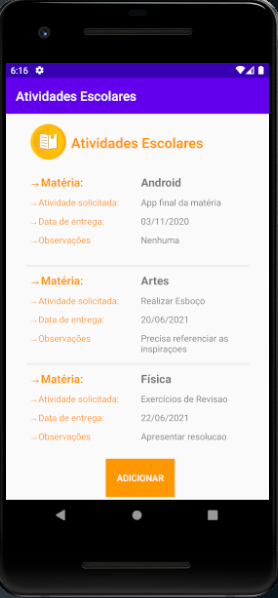 6:16
Atividades Escolares
Atividades Escolares
→Matéria: Android
→Atividade solicitada: App final da matéria
→Data de entrega: 03/11/2020
→Observações Nenhuma
→Matéria: Artes
→Atividade solicitada: Realizar Esboço
→Data de entrega: 20/06/2021
→Observações Precisa referenciar as
inspiraçoes
→Matéria: Física
→Atividade solicitada: Exercícios de Revisao
→Data de entrega: 22/06/2021
→Observações Apresentar resolucao
ADICIONAR